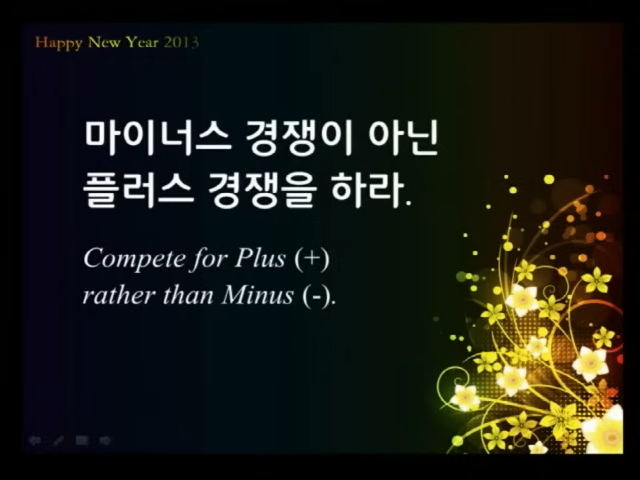 Happy New Year 2013
마이너스 경쟁이 아닌
플러스 경쟁을 하라.
Compete for Plus (+)
rather than Minus (-).